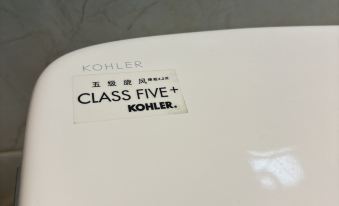 KOHLER
五级旋风
CLASS FIVE+
KOHLER.